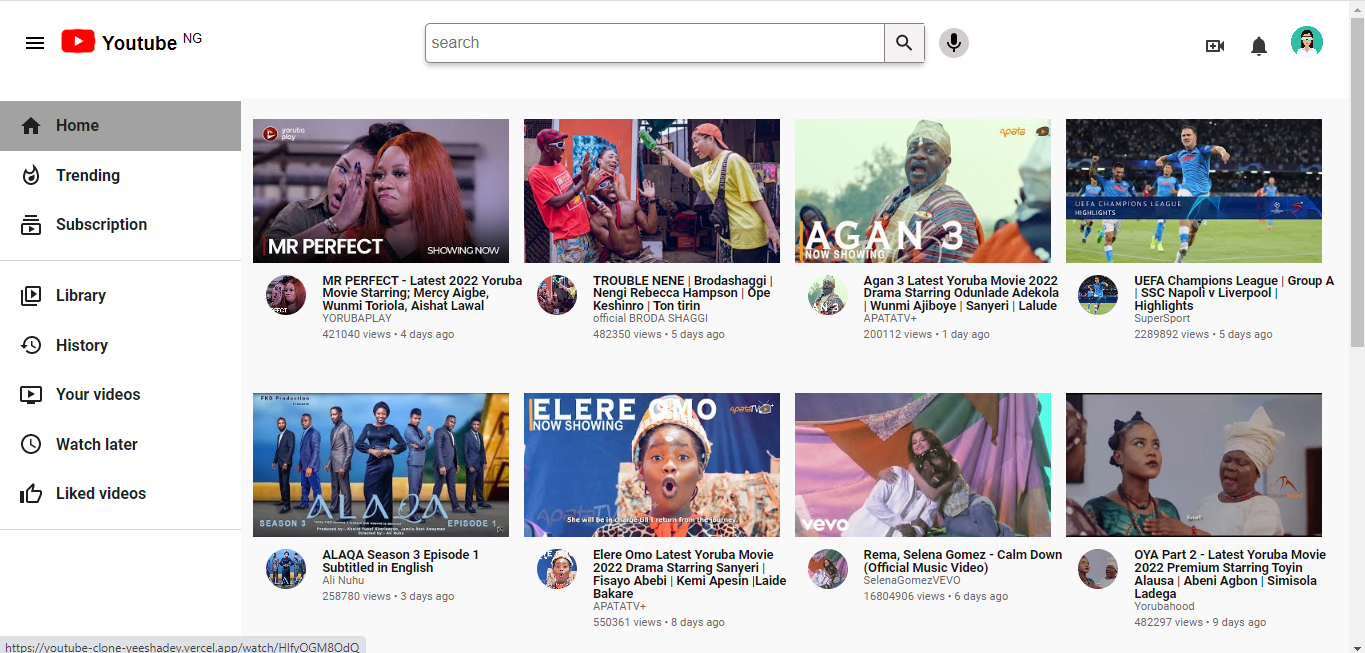 Youtube NG
search
Home
Trending
Subscription
Library
History
Your videos
Watch later
Liked videos
yoruba play
MR PERFECT
SHOWING NOW
MR PERFECT - Latest 2022 Yoruba
Movie Starring; Mercy Aigbe,
Wunmi Toriola, Aishat Lawal
YORUBAPLAY
421040 views • 4 days ago
TROUBLE NENE | Brodashaggi |
Nengi Rebecca Hampson | Ope
Keshinro | Ton tirin
official BRODA SHAGGI
482350 views • 5 days ago
apata
AGAN 3
NOW SHOWING
Agan 3 Latest Yoruba Movie 2022
Drama Starring Odunlade Adekola
| Wunmi Ajiboye | Sanyeri | Lalude
APATATV+
200112 views • 1 day ago
UEFA CHAMPIONS LEAGUE
HIGHLIGHTS
UEFA Champions League | Group A
| SSC Napoli v Liverpool |
Highlights
SuperSport
2289892 views • 5 days ago
FKD Production
Presents
ALAQA
SEASON 3 EPISODE 1
ALAQA Season 3 Episode 1
Subtitled in English
Ali Nuhu
258780 views • 3 days ago
ELERE OMO
NOW SHOWING
apataTV+
apataTV
She will be in charge till I return from the journey.
Elere Omo Latest Yoruba Movie
2022 Drama Starring Sanyeri |
Fisayo Abebi | Kemi Apesin |Laide
Bakare
APATATV+
550361 views • 8 days ago
vevo
Rema, Selena Gomez - Calm Down
(Official Music Video)
SelenaGomezVEVO
16804906 views • 6 days ago
OYA Part 2 - Latest Yoruba Movie
2022 Premium Starring Toyin
Alausa | Abeni Agbon | Simisola
Ladega
Yorubahood
482297 views • 9 days ago
https://youtube-clone-yeeshadev.vercel.app/watch/HIfyOGM8OdQ